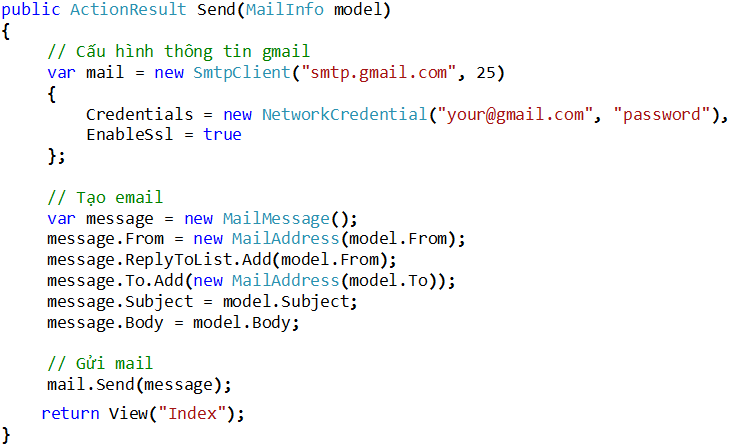 public ActionResult Send(MailInfo model)
{
// Cấu hình thông tin gmail
var mail = new SmtpClient("smtp.gmail.com", 25)
{
Credentials = new NetworkCredential("your@gmail.com", "password"),
EnableSsl = true
};
// Tạo email
var message = new MailMessage();
message.From = new MailAddress(model.From);
message.ReplyToList.Add(model.From);
message.To.Add(new MailAddress(model.To));
message.Subject = model.Subject;
message.Body = model.Body;
// Gửi mail
mail.Send(message);
return View("Index");
}